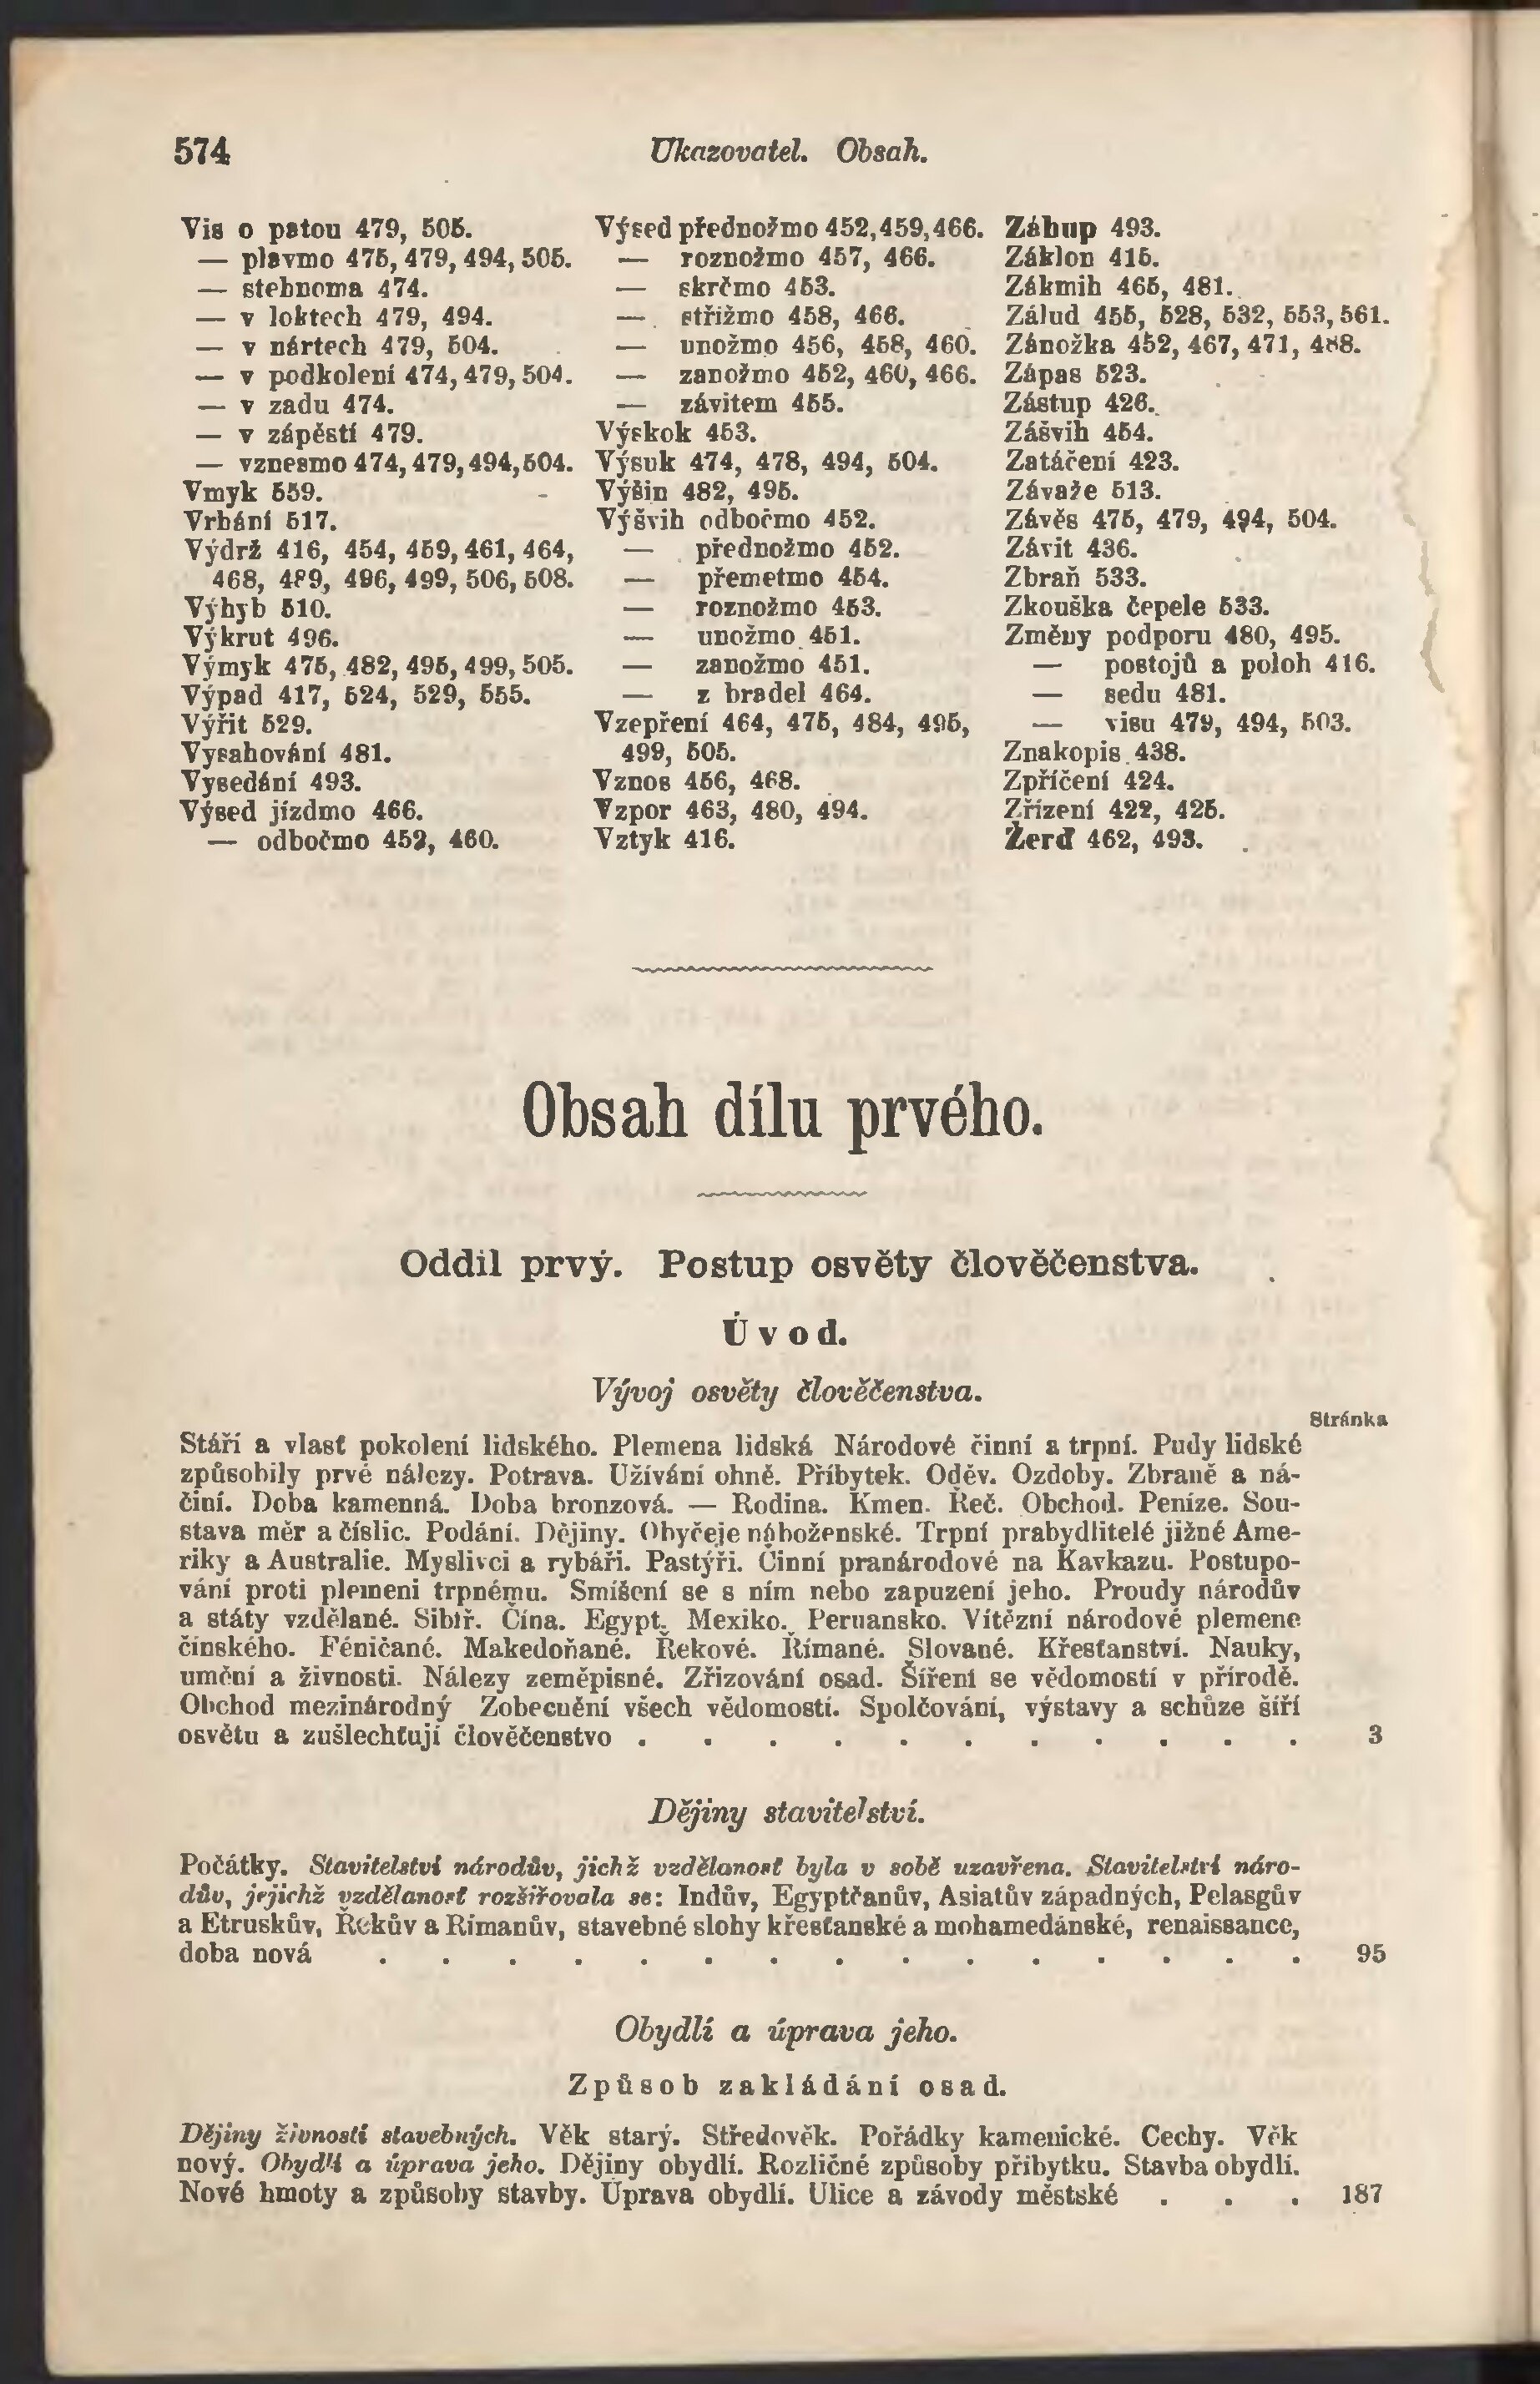 574
Ukazovatel. Obsah.
Vis o patou 479, 505.
— plavmo 475, 479, 494, 505.
— stehnoma 474.
— v loktech 479, 494.
— v nártech 479, 504.
— v podkolení 474, 479, 504.
— v zadu 474.
— v zápěstí 479.
— vznesmo 474, 479, 494, 504.
Vmyk 559.
Vrbání 517.
Výdrž 416, 454, 459, 461, 464,
468, 489, 496, 499, 506, 508.
Výhyb 510.
Výkrut 496.
Výmyk 475, 482, 495, 499, 505.
Výpad 417, 524, 529, 555.
Výřit 529.
Vysahování 481.
Vysedání 493.
Výsed jízdmo 466.
— odbočmo 452, 460.
Výsed přednožmo 452, 459, 466.
— roznožmo 457, 466.
— skrčmo 453.
— střižmo 458, 466.
— unožmo 456, 458, 460.
— zanožmo 452, 460, 466.
— závitem 455.
Výskok 453.
Výsuk 474, 478, 494, 504.
Výšin 482, 495.
Výšvih odbočmo 452.
— přednožmo 452.
— přemetmo 454.
— roznožmo 453.
— unožmo 451.
— zanožmo 451.
— z bradel 464.
Vzepření 464, 475, 484, 495,
499, 505.
Vznos 456, 468.
Vzpor 463, 480, 494.
Vztyk 416.
Záhup 493.
Záklon 415.
Zákmih 465, 481.
Zálud 455, 528, 532, 553, 561.
Zánožka 452, 467, 471, 488.
Zápas 523.
Zástup 426.
Zášvih 454.
Zatáčení 423.
Závaže 513.
Závěs 475, 479, 494, 504.
Závit 436.
Zbraň 533.
Zkouška čepele 533.
Změny podporu 480, 495.
— postojů a poloh 416.
— sedu 481.
— visu 479, 494, 503.
Znakopis 438.
Zpříčení 424.
Zřízení 422, 425.
Žerď 462, 493.
Obsah dílu prvého.
Oddíl prvý. Postup osvěty člověčenstva.
Úvod.
Vývoj osvěty člověčenstva.
Stránka
Stáří a vlasť pokolení lidského. Plemena lidská Národové činní a trpní. Pudy lidské
způsobily prvé nálezy. Potrava. Užívání ohně. Příbytek. Oděv. Ozdoby. Zbraně a ná-
činí. Doba kamenná. Doba bronzová. — Rodina. Kmen. Řeč. Obchod. Peníze. Sou-
stava měr a číslic. Podání. Dějiny. Obyčeje náboženské. Trpní prabydlitelé jižné Ame-
riky a Australie. Myslivci a rybáři. Pastýři. Činní pranárodové na Kavkazu. Postupo-
vání proti plemeni trpnému. Smíšení se s ním nebo zapuzení jeho. Proudy národův
a státy vzdělané. Sibiř. Čína. Egypt. Mexiko. Peruansko. Vítězní národové plemene
činského. Féničané. Makedoňané. Řekové. Římané. Slované. Křesťanství. Nauky,
umění a živnosti. Nálezy zeměpisné. Zřizování osad. Šíření se vědomostí v přírodě.
Obchod mezinárodný Zobecnění všech vědomostí. Spolčování, výstavy a schůze šíří
osvětu a zušlechťují člověčenstvo . . . . . . . . . . . 3
Dějiny stavitelství.
Počátky. Stavitelství národův, jichž vzdělanosť byla v sobě uzavřena. Stavitelství náro-
dův, jejichž vzdělanosť rozšiřovala se: Indův, Egyptčanův, Asiatův západných, Pelasgův
a Etruskův, Řekův a Římanův, stavebné slohy křesťanské a mohamedánské, renaissance,
doba nová . . . . . . . . . . . . . . . 95
Obydlí a úprava jeho.
Způsob zakládání osad.
Dějiny živností stavebných. Věk starý. Středověk. Pořádky kamenické. Cechy. Věk
nový. Obydlí a úprava jeho. Dějiny obydlí. Rozličné způsoby příbytku. Stavba obydlí.
Nové hmoty a způsoby stavby. Úprava obydlí. Ulice a závody městské . . . 187